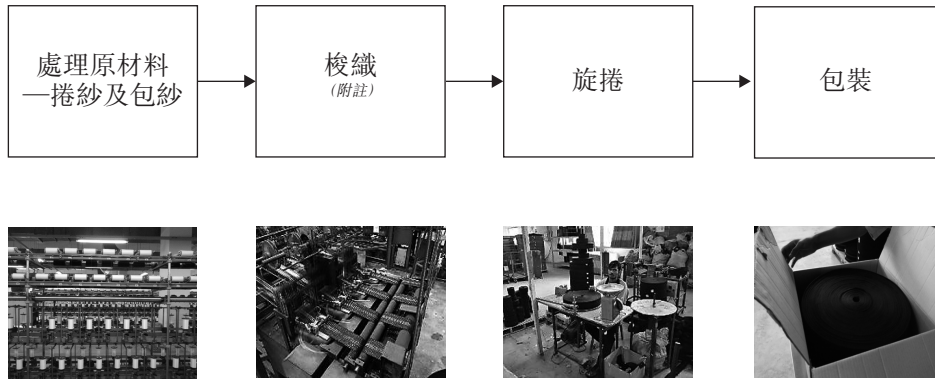 處理原材料
—捲紗及包紗
梭織
(附註)
旋捲
包裝